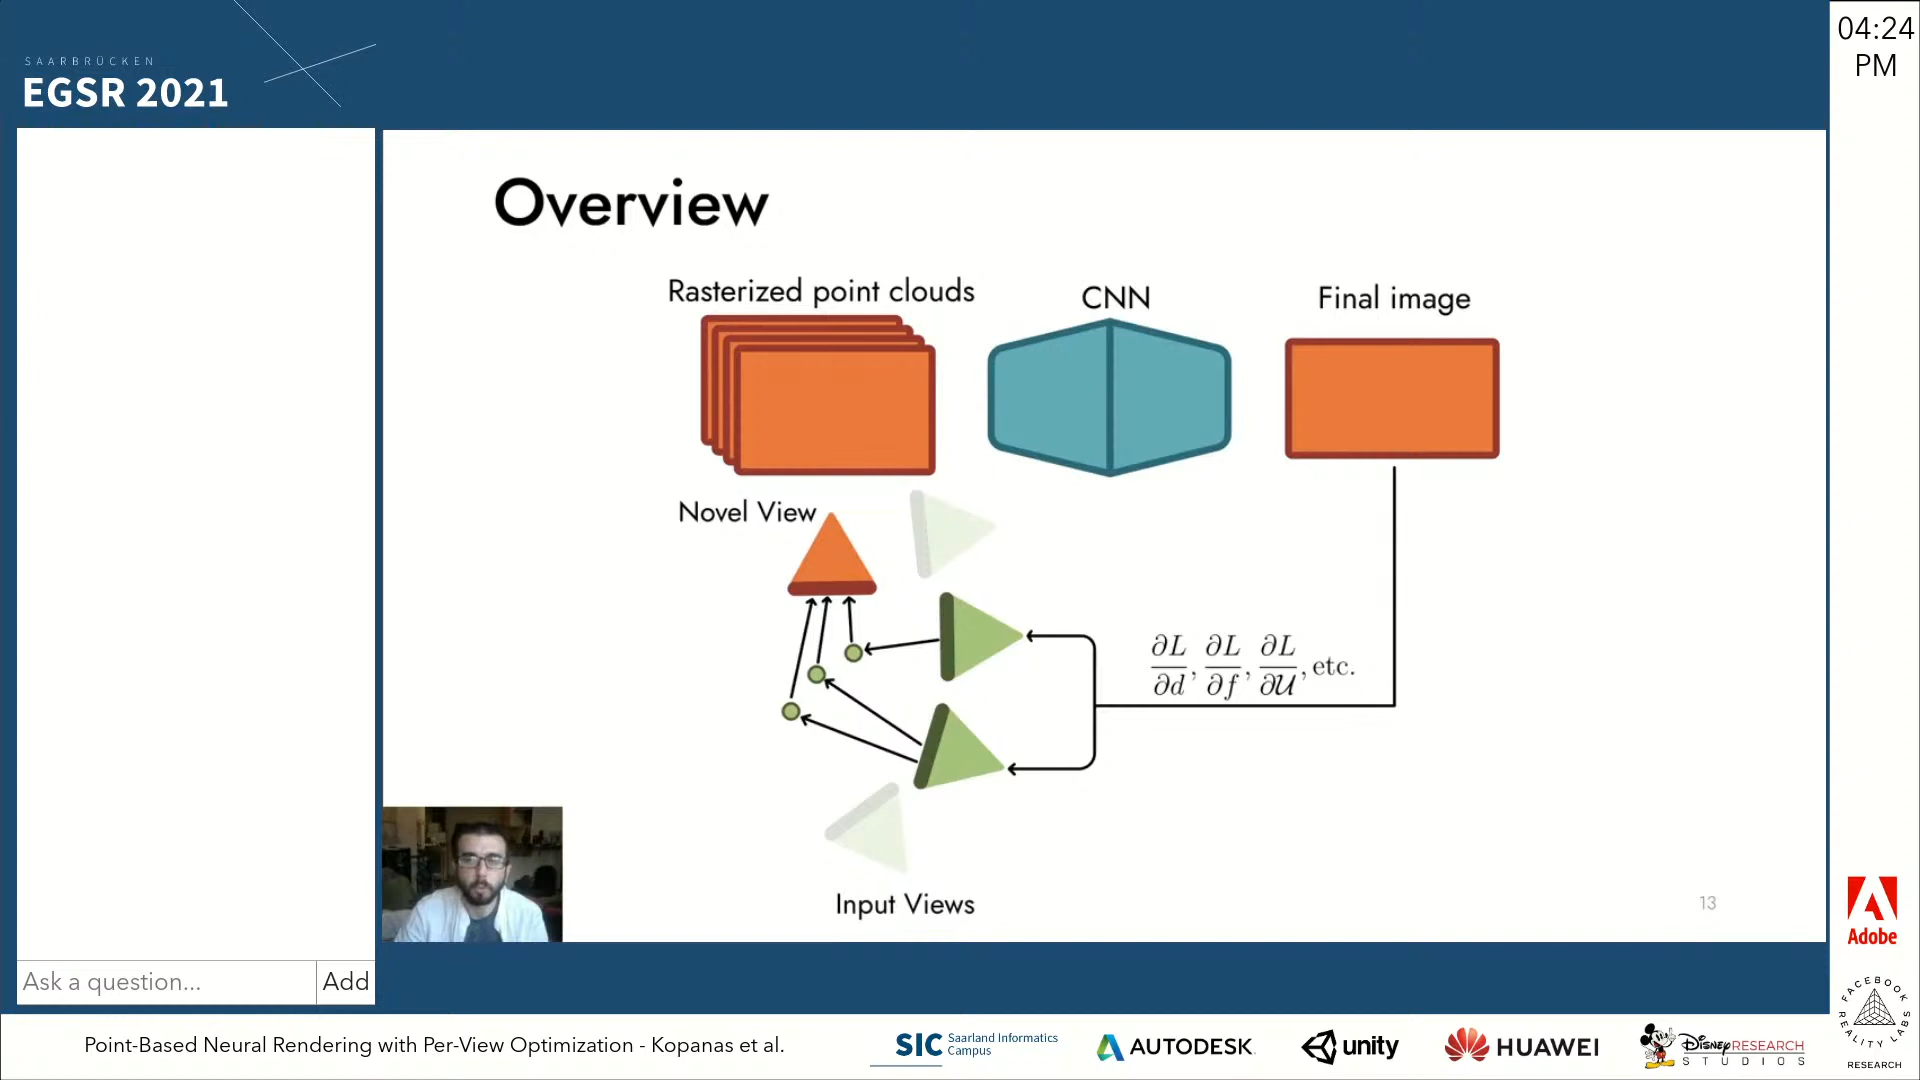 SAARBRÜCKEN
EGSR 2021
04:24
PM
Overview
Rasterized point clouds
CNN
Final image
Novel View
∂L/∂d, ∂L/∂f, ∂L/∂𝒰, etc.
Input Views
13
Ask a question...
Add
Adobe
FACEBOOK
REALITY LABS
RESEARCH
Point-Based Neural Rendering with Per-View Optimization - Kopanas et al.
SIC
Saarland Informatics
Campus
AUTODESK
unity
HUAWEI
DISNEY RESEARCH
STUDIOS